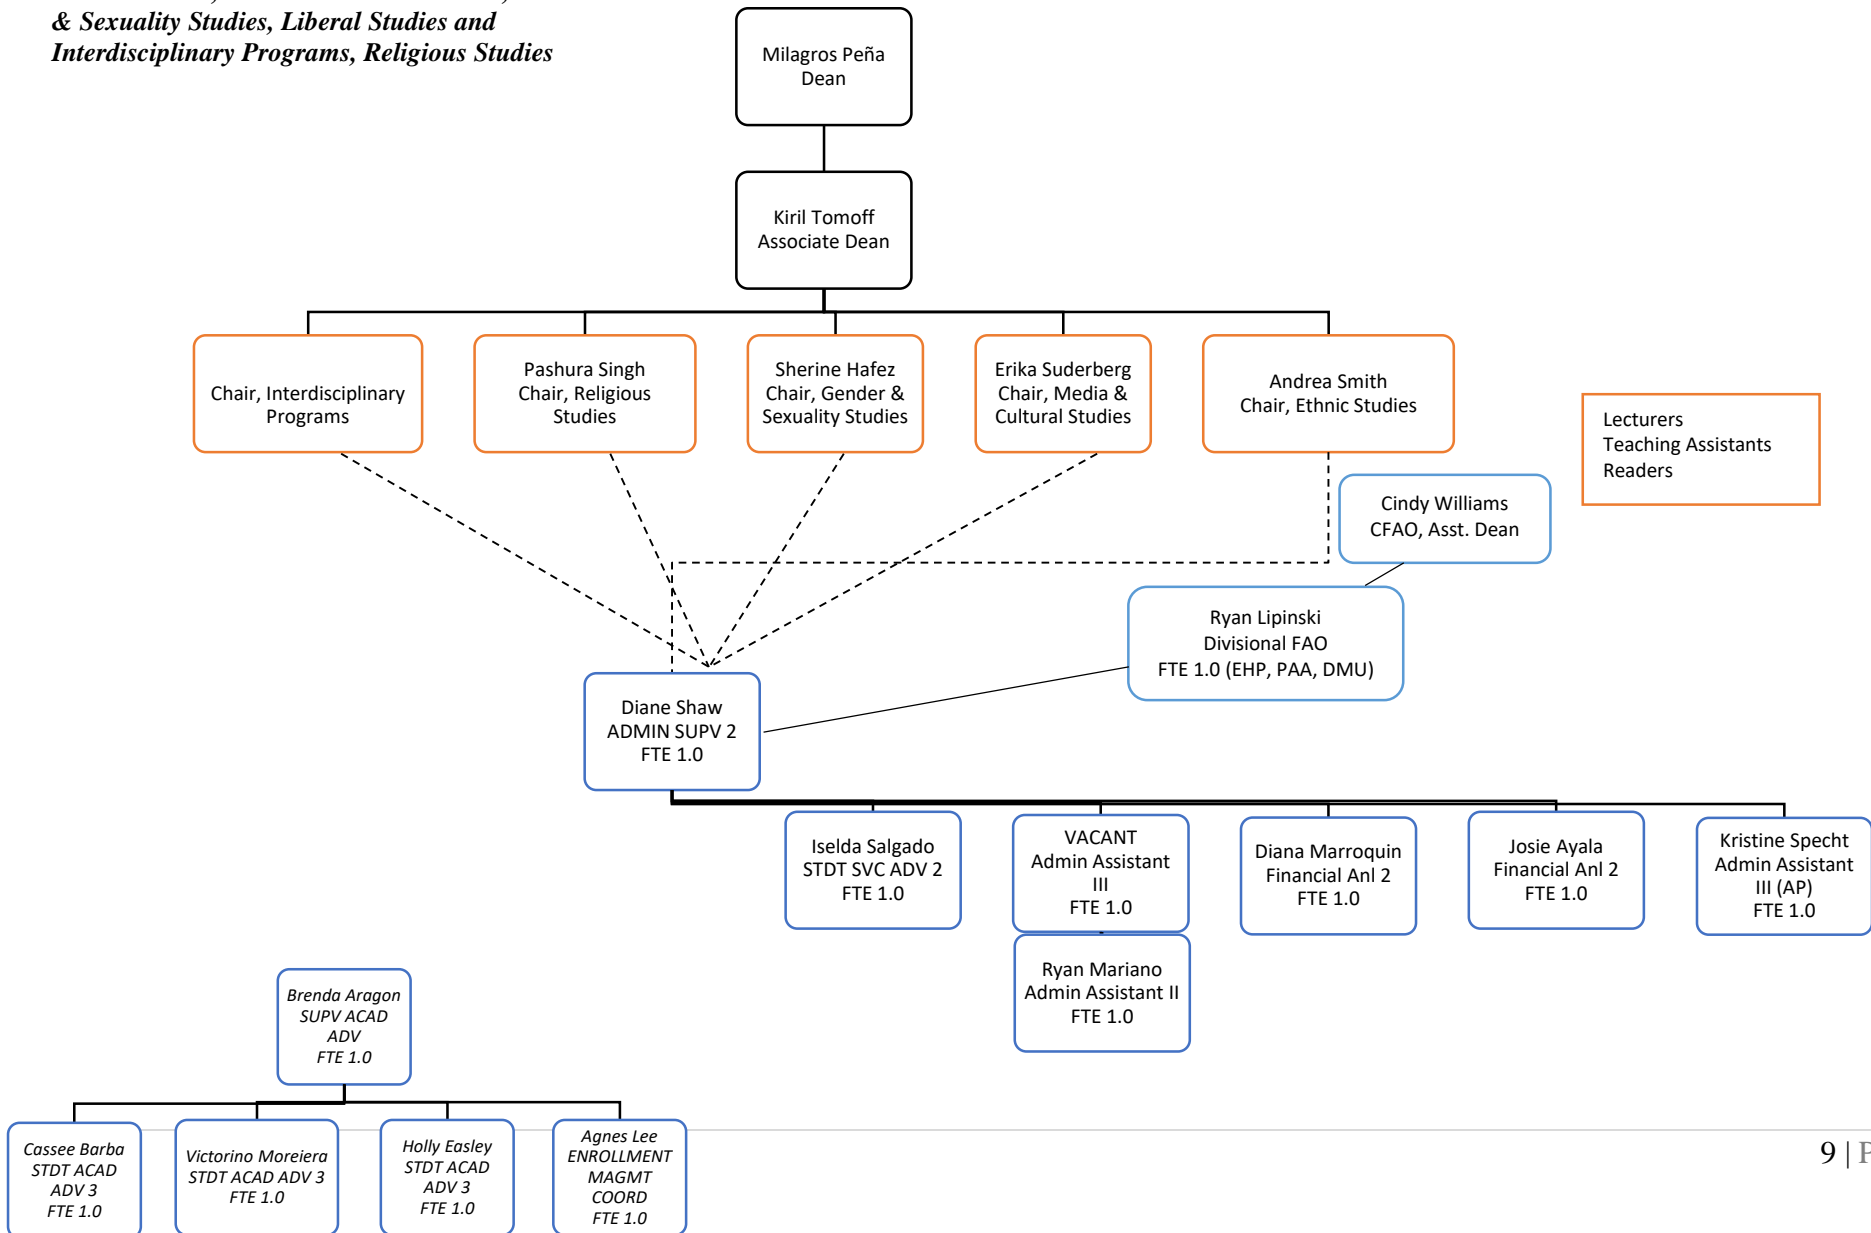 & Sexuality Studies, Liberal Studies and
Interdisciplinary Programs, Religious Studies
Milagros Peña
Dean
Kiril Tomoff
Associate Dean
Chair, Interdisciplinary
Programs
Pashura Singh
Chair, Religious
Studies
Sherine Hafez
Chair, Gender &
Sexuality Studies
Erika Suderberg
Chair, Media &
Cultural Studies
Andrea Smith
Chair, Ethnic Studies
Lecturers
Teaching Assistants
Readers
Cindy Williams
CFAO, Asst. Dean
Ryan Lipinski
Divisional FAO
FTE 1.0 (EHP, PAA, DMU)
Diane Shaw
ADMIN SUPV 2
FTE 1.0
Iselda Salgado
STDT SVC ADV 2
FTE 1.0
VACANT
Admin Assistant
III
FTE 1.0
Diana Marroquin
Financial Anl 2
FTE 1.0
Josie Ayala
Financial Anl 2
FTE 1.0
Kristine Specht
Admin Assistant
III (AP)
FTE 1.0
Ryan Mariano
Admin Assistant II
FTE 1.0
Brenda Aragon
SUPV ACAD
ADV
FTE 1.0
Cassee Barba
STDT ACAD
ADV 3
FTE 1.0
Victorino Moreiera
STDT ACAD ADV 3
FTE 1.0
Holly Easley
STDT ACAD
ADV 3
FTE 1.0
Agnes Lee
ENROLLMENT
MAGMT
COORD
FTE 1.0
9 | P